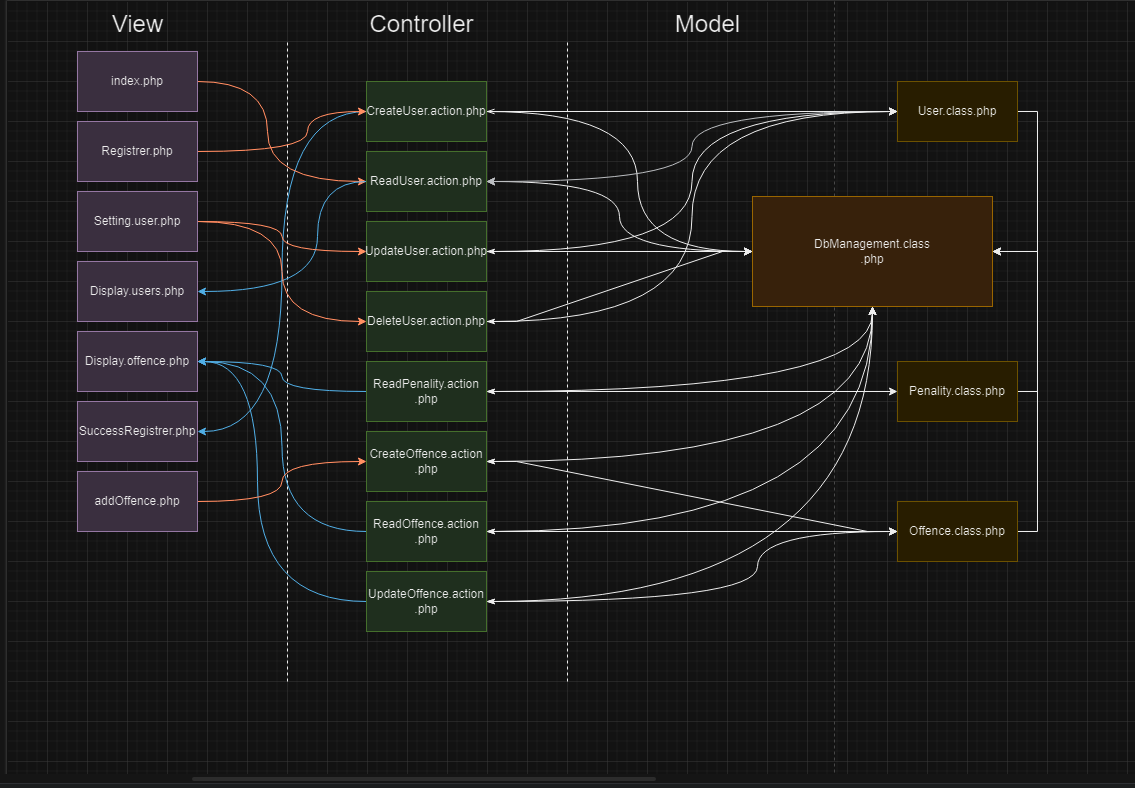 View
Controller
Model
index.php
Registrer.php
Setting.user.php
Display.users.php
Display.offence.php
SuccessRegistrer.php
addOffence.php
CreateUser.action.php
ReadUser.action.php
UpdateUser.action.php
DeleteUser.action.php
ReadPenality.action
.php
CreateOffence.action
.php
ReadOffence.action
.php
UpdateOffence.action
.php
User.class.php
DbManagement.class
.php
Penality.class.php
Offence.class.php